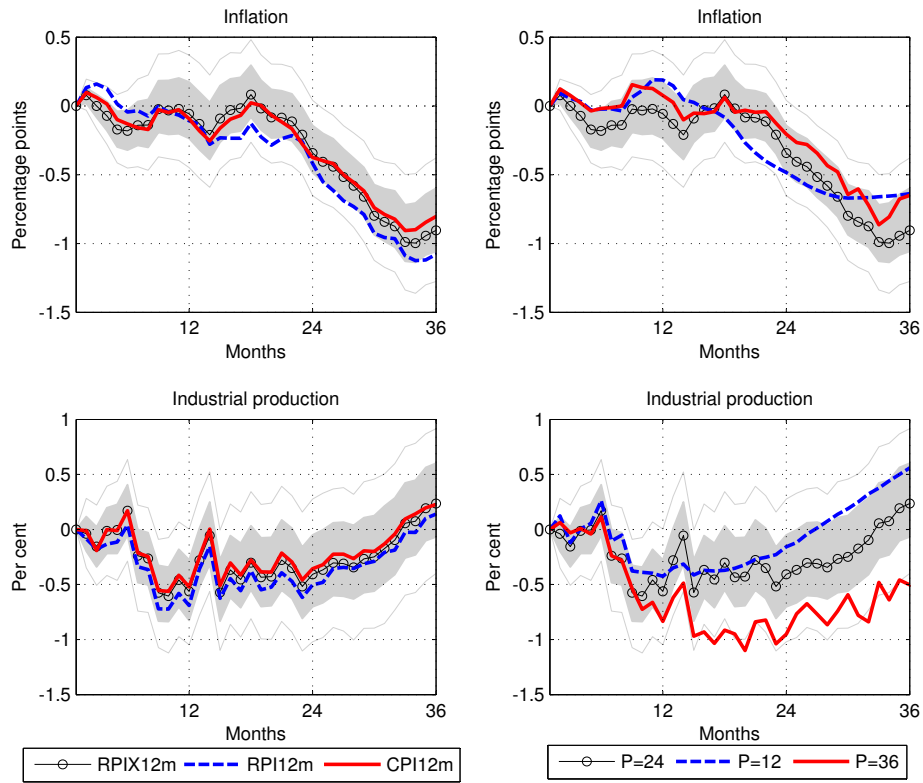 Inflation
Percentage points
0.5
0
-0.5
-1
-1.5
12
24
36
Months
Inflation
Percentage points
0.5
0
-0.5
-1
-1.5
12
24
36
Months
Industrial production
Per cent
1
0.5
0
-0.5
-1
-1.5
12
24
36
Months
RPIX12m RPI12m CPI12m
Industrial production
Per cent
1
0.5
0
-0.5
-1
-1.5
12
24
36
Months
P=24 P=12 P=36